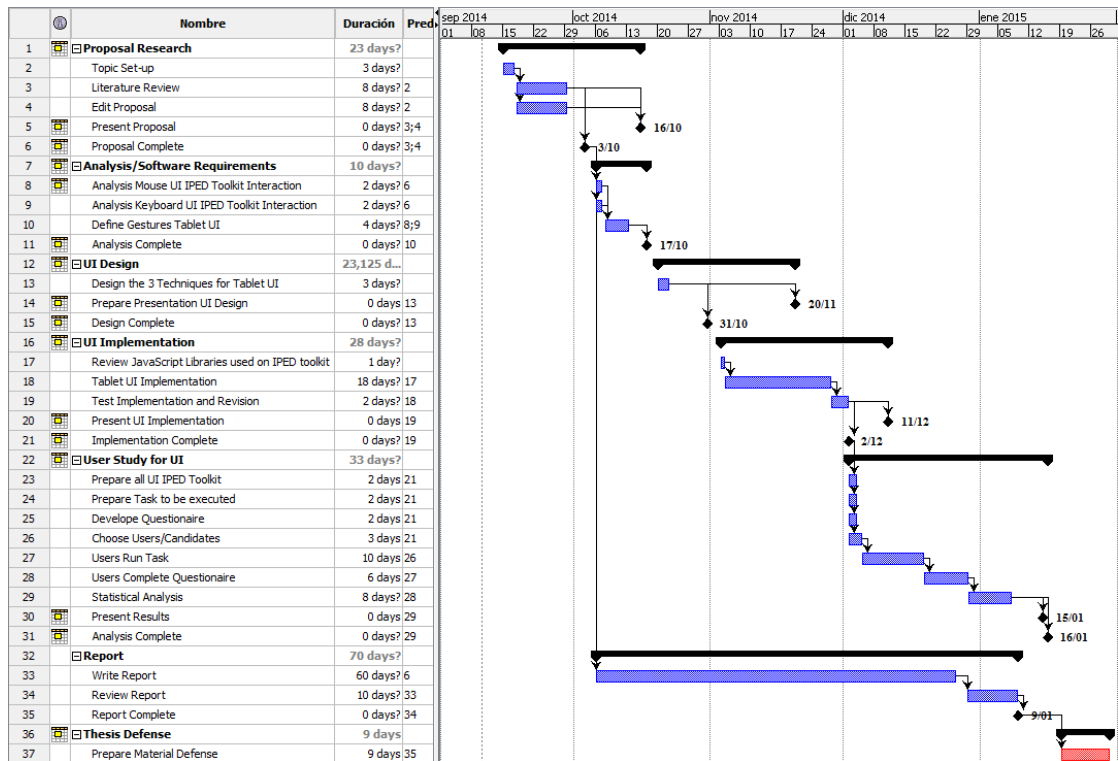 Nombre Duración Pred
sep 2014 oct 2014 nov 2014 dic 2014 ene 2015
01 08 15 22 29 06 13 20 27 03 10 17 24 01 08 15 22 29 05 12 19 26
1 Proposal Research 23 days?
2 Topic Set-up 3 days?
3 Literature Review 8 days? 2
4 Edit Proposal 8 days? 2
5 Present Proposal 0 days? 3;4 16/10
6 Proposal Complete 0 days? 3;4 3/10
7 Analysis/Software Requirements 10 days?
8 Analysis Mouse UI IPED Toolkit Interaction 2 days? 6
9 Analysis Keyboard UI IPED Toolkit Interaction 2 days? 6
10 Define Gestures Tablet UI 4 days? 8;9
11 Analysis Complete 0 days? 10 17/10
12 UI Design 23,125 d...
13 Design the 3 Techniques for Tablet UI 3 days?
14 Prepare Presentation UI Design 0 days 13 20/11
15 Design Complete 0 days? 13 31/10
16 UI Implementation 28 days?
17 Review JavaScript Libraries used on IPED toolkit 1 day?
18 Tablet UI Implementation 18 days? 17
19 Test Implementation and Revision 2 days? 18
20 Present UI Implementation 0 days 19 11/12
21 Implementation Complete 0 days? 19 2/12
22 User Study for UI 33 days?
23 Prepare all UI IPED Toolkit 2 days 21
24 Prepare Task to be executed 2 days 21
25 Develope Questionaire 2 days 21
26 Choose Users/Candidates 3 days 21
27 Users Run Task 10 days 26
28 Users Complete Questionaire 6 days 27
29 Statistical Analysis 8 days? 28
30 Present Results 0 days 29 15/01
31 Analysis Complete 0 days? 29 16/01
32 Report 70 days?
33 Write Report 60 days? 6
34 Review Report 10 days? 33
35 Report Complete 0 days? 34 9/01
36 Thesis Defense 9 days
37 Prepare Material Defense 9 days 35